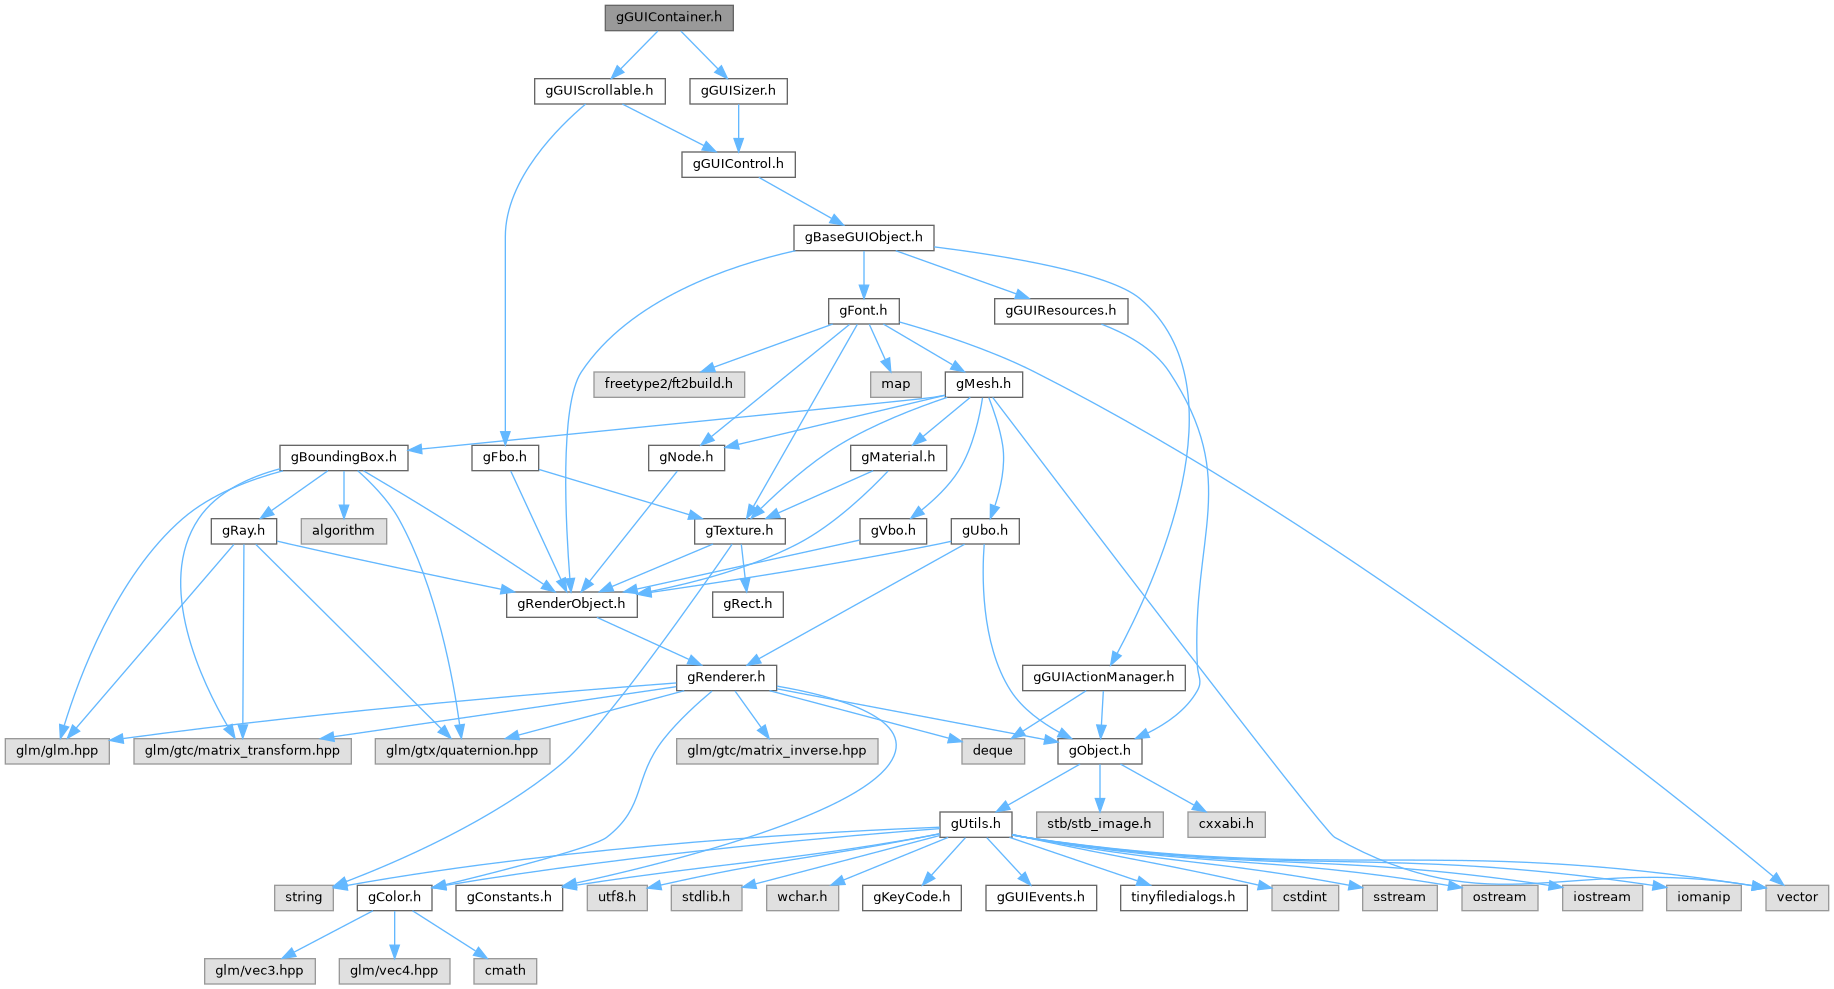 gGUIContainer.h
gGUIScrollable.h
gGUISizer.h
gGUIControl.h
gBaseGUIObject.h
gFont.h
gGUIResources.h
freetype2/ft2build.h
map
gMesh.h
gBoundingBox.h
gFbo.h
gNode.h
gMaterial.h
gRay.h
algorithm
gTexture.h
gVbo.h
gUbo.h
gRenderObject.h
gRect.h
gRenderer.h
gGUIActionManager.h
glm/glm.hpp
glm/gtc/matrix_transform.hpp
glm/gtx/quaternion.hpp
glm/gtc/matrix_inverse.hpp
deque
gObject.h
gUtils.h
stb/stb_image.h
cxxabi.h
string
gColor.h
gConstants.h
utf8.h
stdlib.h
wchar.h
gKeyCode.h
gGUIEvents.h
tinyfiledialogs.h
cstdint
sstream
ostream
iostream
iomanip
vector
glm/vec3.hpp
glm/vec4.hpp
cmath